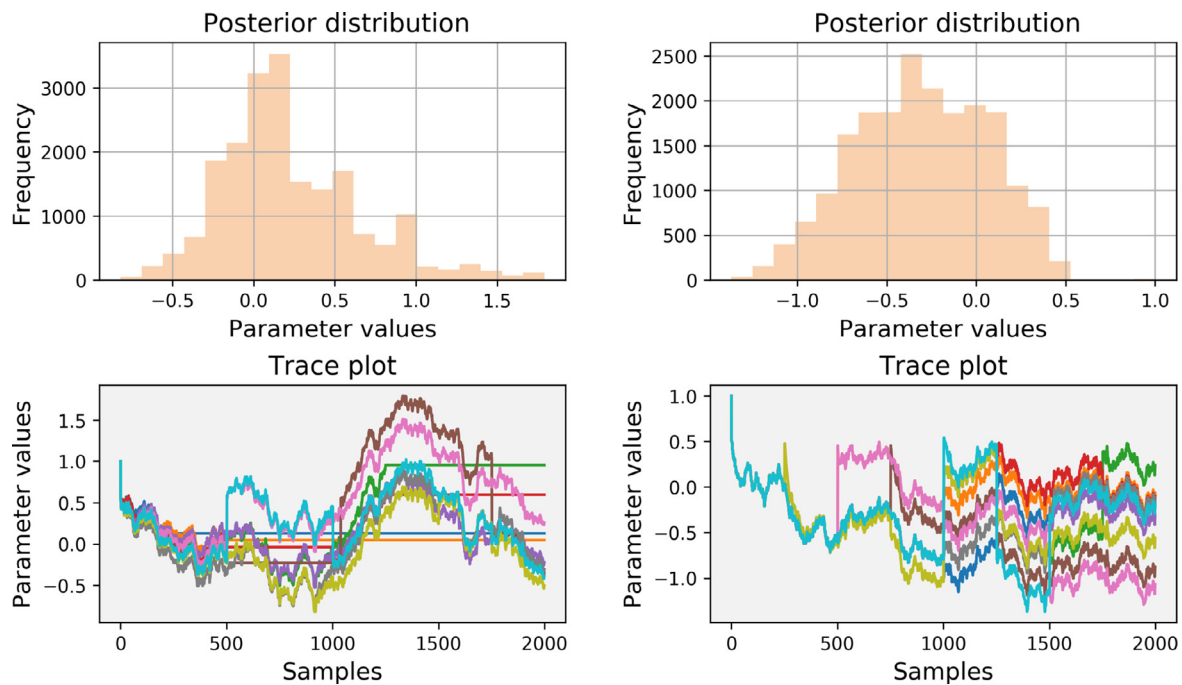 Posterior distribution
Frequency
3000
2000
1000
0
−0.5 0.0 0.5 1.0 1.5
Parameter values
Posterior distribution
Frequency
2500
2000
1500
1000
500
0
−1.0 −0.5 0.0 0.5 1.0
Parameter values
Trace plot
Parameter values
1.5
1.0
0.5
0.0
−0.5
0 500 1000 1500 2000
Samples
Trace plot
Parameter values
1.0
0.5
0.0
−0.5
−1.0
0 500 1000 1500 2000
Samples